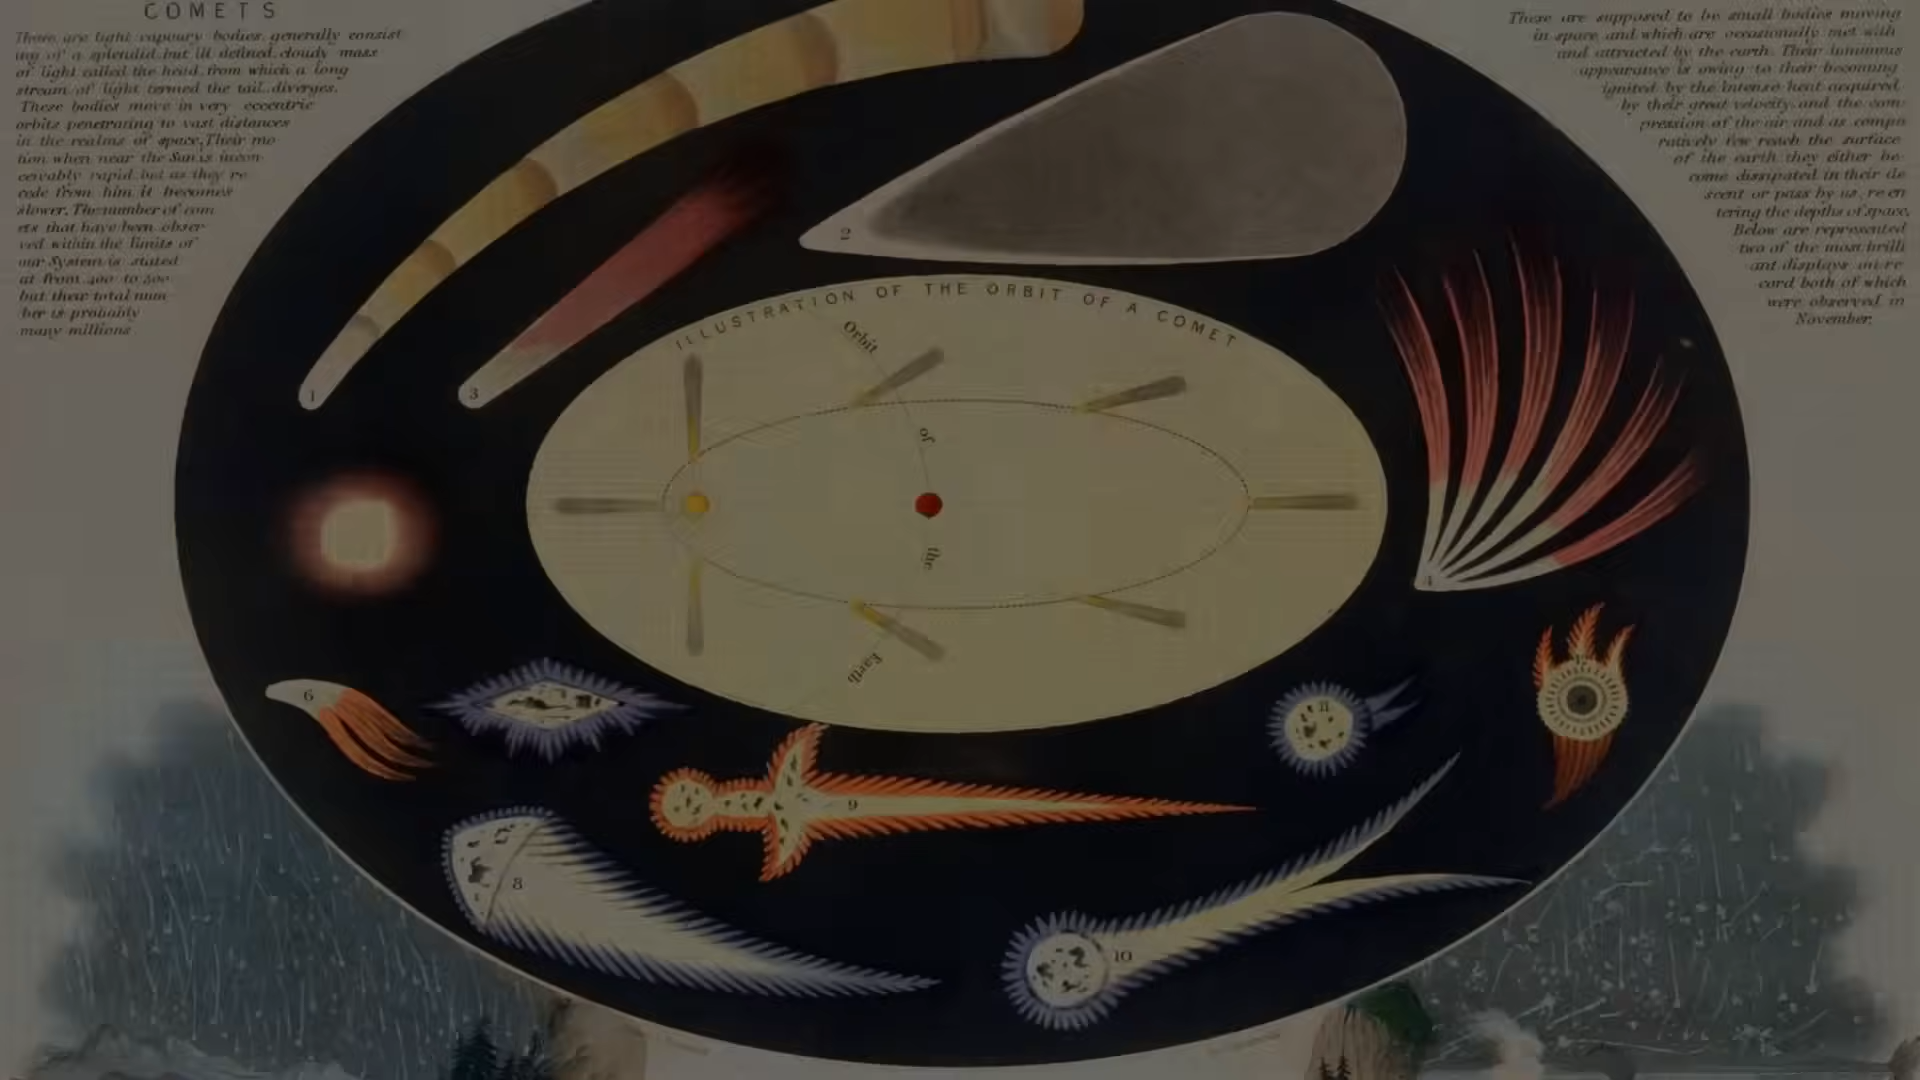 COMETS
These are light vapoury bodies, generally consist
ing of a splendid but ill defined cloudy mass
of light called the head, from which a long
stream of light termed the tail, diverges.
These bodies move in very eccentric
orbits penetrating to vast distances
in the realms of space, Their mo
tion when near the Sun is incon-
ceivably rapid, but as they re
cede from him it becomes
slower. The number of com
ets that have been obser
ved within the limits of
our System is stated
at from 400 to 500
but their total num
ber is probably
many millions
These are supposed to be small bodies moving
in space, and which are occasionally met with
and attracted by the earth. Their luminous
appearance is owing to their becoming
ignited by the intense heat acquired
by their great velocity, and the com-
pression of the air and as compa
ratively few reach the surface
of the earth they either be-
come dissipated in their de
scent or pass by us, re en
tering the depths of space,
Below are represented
two of the most brilli
ant displays on re
cord both of which
were observed in
November.
ILLUSTRATION OF THE ORBIT OF A COMET
Orbit
of
the
Earth
1
2
3
4
6
8
9
10
11
12